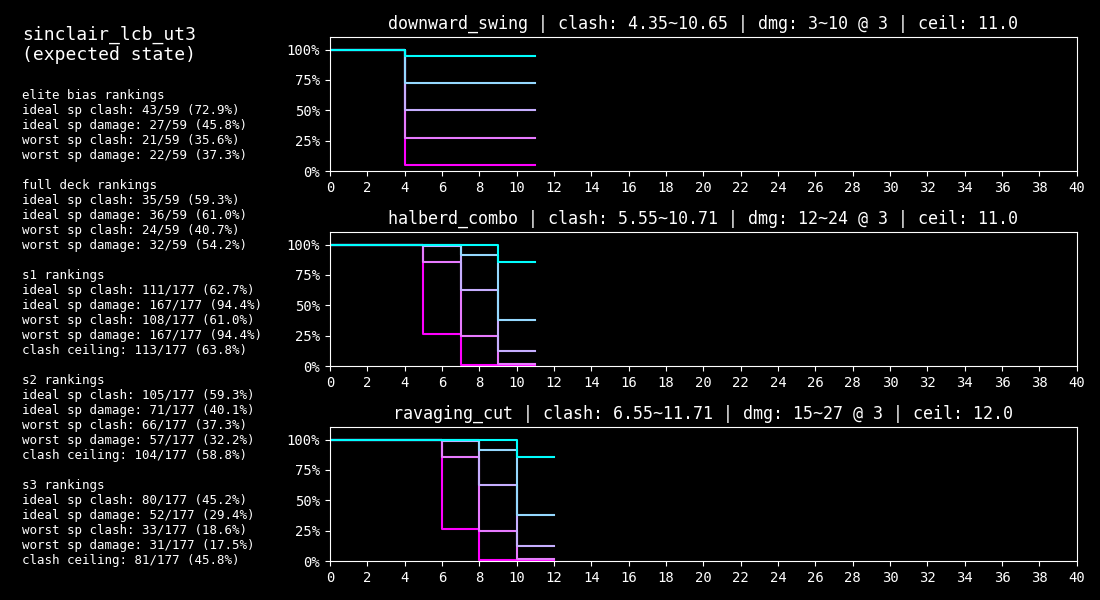 sinclair_lcb_ut3
(expected state)
elite bias rankings
ideal sp clash: 43/59 (72.9%)
ideal sp damage: 27/59 (45.8%)
worst sp clash: 21/59 (35.6%)
worst sp damage: 22/59 (37.3%)
full deck rankings
ideal sp clash: 35/59 (59.3%)
ideal sp damage: 36/59 (61.0%)
worst sp clash: 24/59 (40.7%)
worst sp damage: 32/59 (54.2%)
s1 rankings
ideal sp clash: 111/177 (62.7%)
ideal sp damage: 167/177 (94.4%)
worst sp clash: 108/177 (61.0%)
worst sp damage: 167/177 (94.4%)
clash ceiling: 113/177 (63.8%)
s2 rankings
ideal sp clash: 105/177 (59.3%)
ideal sp damage: 71/177 (40.1%)
worst sp clash: 66/177 (37.3%)
worst sp damage: 57/177 (32.2%)
clash ceiling: 104/177 (58.8%)
s3 rankings
ideal sp clash: 80/177 (45.2%)
ideal sp damage: 52/177 (29.4%)
worst sp clash: 33/177 (18.6%)
worst sp damage: 31/177 (17.5%)
clash ceiling: 81/177 (45.8%)
downward_swing | clash: 4.35~10.65 | dmg: 3~10 @ 3 | ceil: 11.0
100%
75%
50%
25%
0%
0 2 4 6 8 10 12 14 16 18 20 22 24 26 28 30 32 34 36 38 40
halberd_combo | clash: 5.55~10.71 | dmg: 12~24 @ 3 | ceil: 11.0
100%
75%
50%
25%
0%
0 2 4 6 8 10 12 14 16 18 20 22 24 26 28 30 32 34 36 38 40
ravaging_cut | clash: 6.55~11.71 | dmg: 15~27 @ 3 | ceil: 12.0
100%
75%
50%
25%
0%
0 2 4 6 8 10 12 14 16 18 20 22 24 26 28 30 32 34 36 38 40